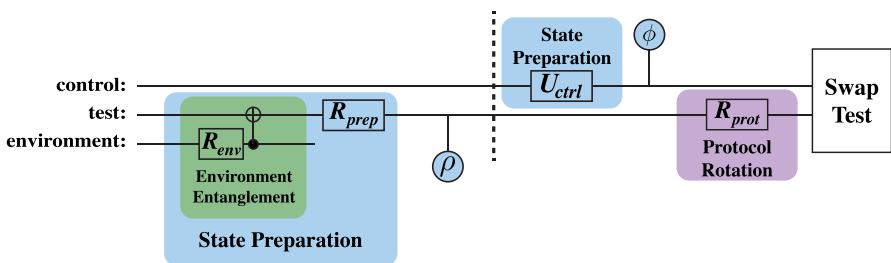 State
Preparation
ϕ
control:
U_ctrl
test:
R_prep
R_prot
Swap
Test
environment:
R_env
Environment
Entanglement
ρ
Protocol
Rotation
State Preparation